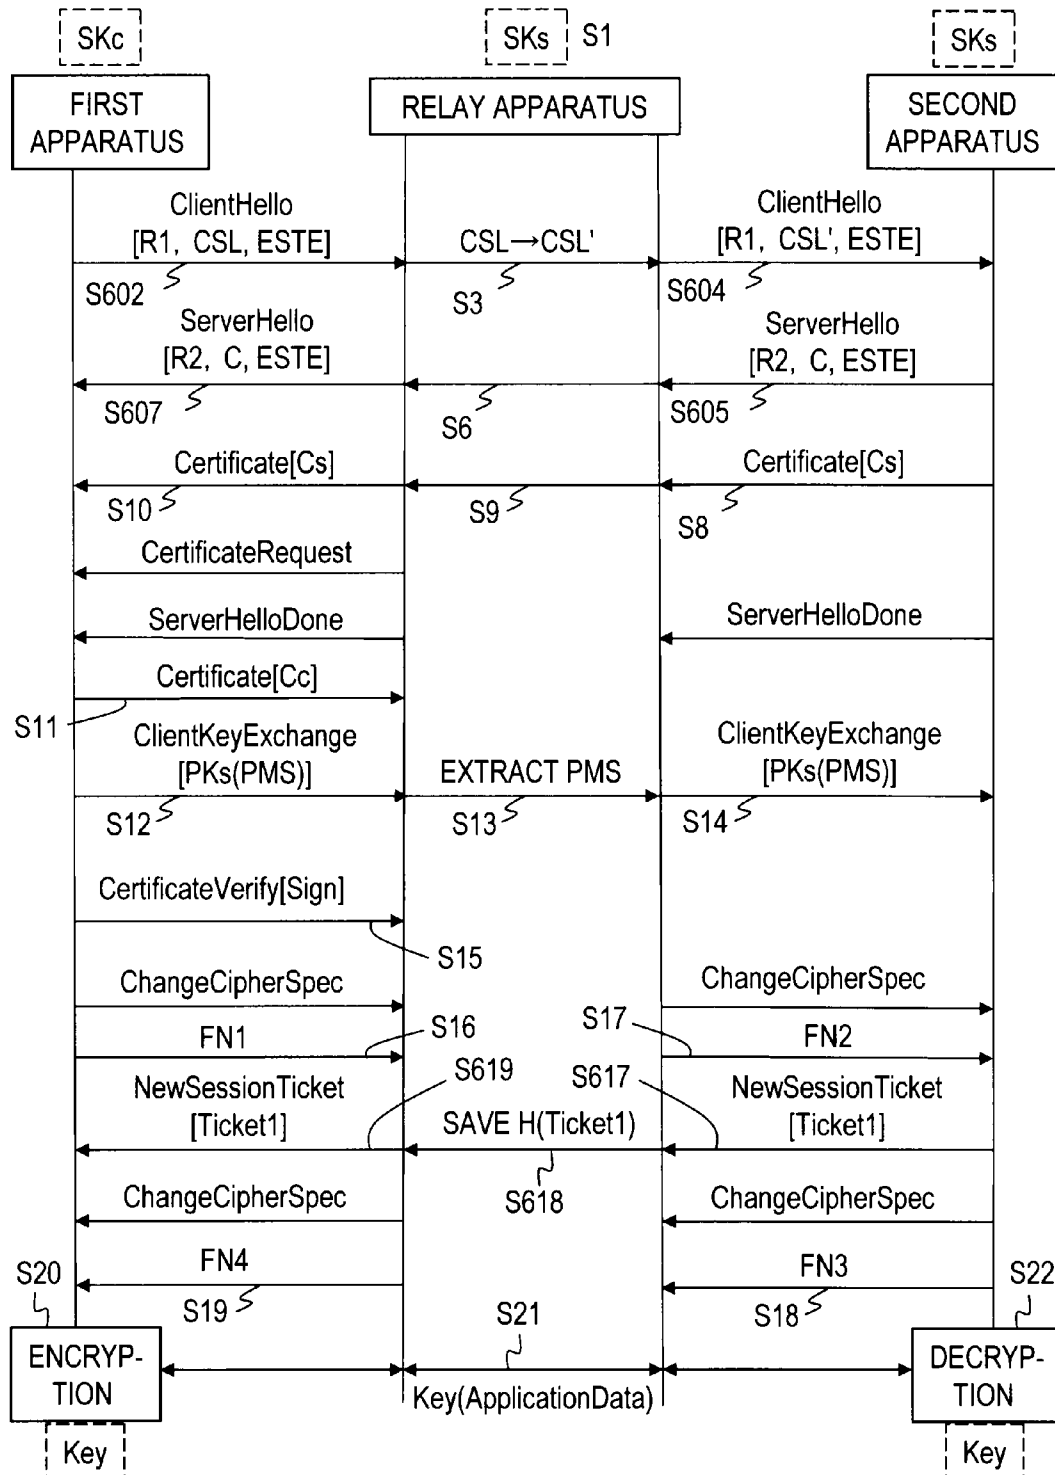 SKc
SKs
S1
SKs
FIRST
APPARATUS
RELAY APPARATUS
SECOND
APPARATUS
ClientHello
[R1, CSL, ESTE]
CSL→CSL'
ClientHello
[R1, CSL', ESTE]
S602
S3
S604
ServerHello
[R2, C, ESTE]
ServerHello
[R2, C, ESTE]
S607
S6
S605
Certificate[Cs]
Certificate[Cs]
S10
S9
S8
CertificateRequest
ServerHelloDone
ServerHelloDone
Certificate[Cc]
S11
ClientKeyExchange
[PKs(PMS)]
EXTRACT PMS
ClientKeyExchange
[PKs(PMS)]
S12
S13
S14
CertificateVerify[Sign]
S15
ChangeCipherSpec
ChangeCipherSpec
FN1
S16
S17
FN2
S619
S617
NewSessionTicket
[Ticket1]
SAVE H(Ticket1)
NewSessionTicket
[Ticket1]
S618
ChangeCipherSpec
ChangeCipherSpec
S20
FN4
FN3
S22
S19
S18
S21
ENCRYP-
TION
Key(ApplicationData)
DECRYP-
TION
Key
Key